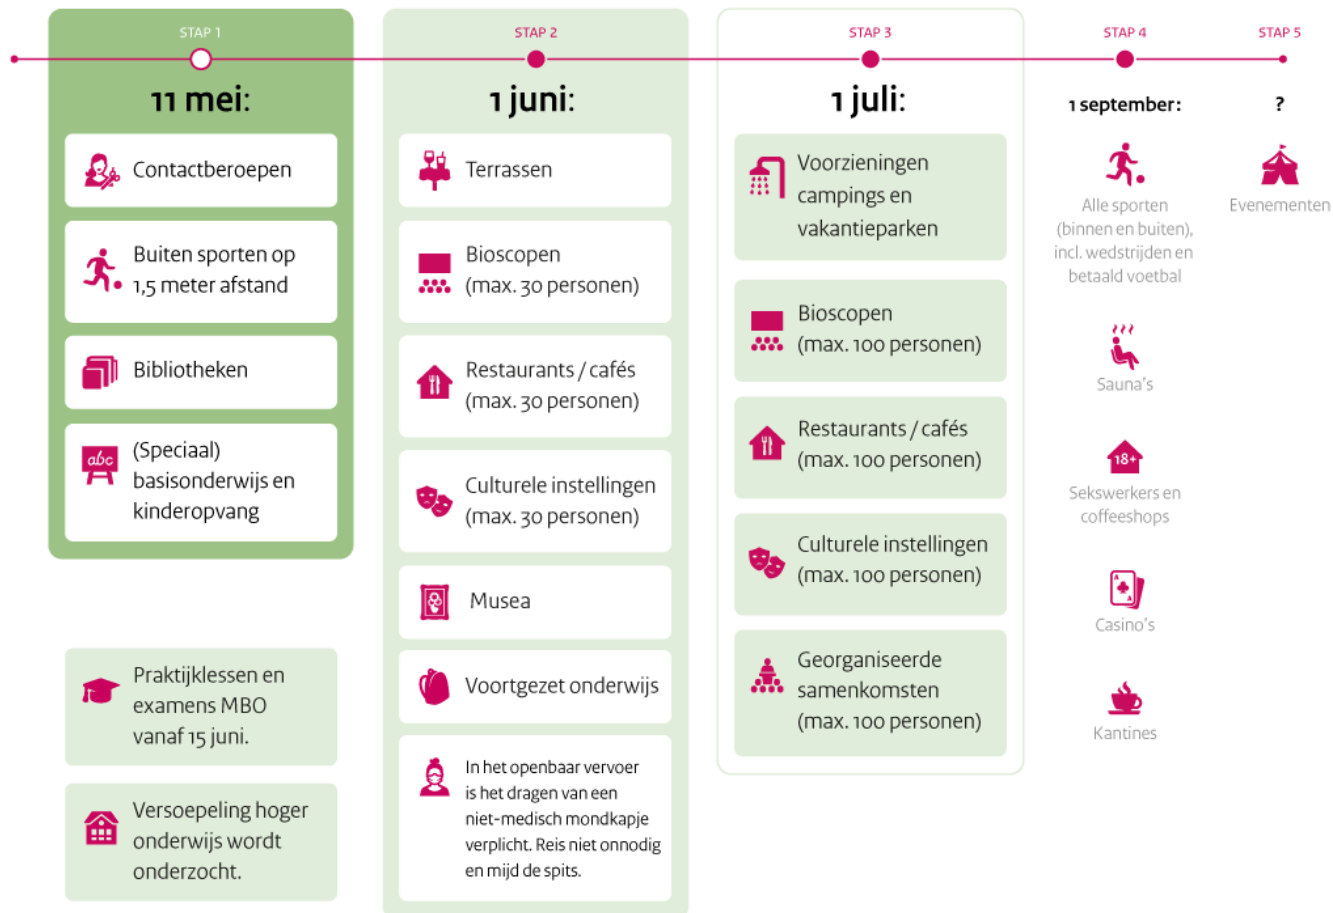 STAP 1
11 mei:
Contactberoepen
Buiten sporten op
1,5 meter afstand
Bibliotheken
abc
(Speciaal)
basisonderwijs en
kinderopvang
Praktijklessen en
examens MBO
vanaf 15 juni.
Versoepeling hoger
onderwijs wordt
onderzocht.
STAP 2
1 juni:
Terrassen
Bioscopen
(max. 30 personen)
Restaurants / cafés
(max. 30 personen)
Culturele instellingen
(max. 30 personen)
Musea
Voortgezet onderwijs
In het openbaar vervoer
is het dragen van een
niet-medisch mondkapje
verplicht. Reis niet onnodig
en mijd de spits.
STAP 3
1 juli:
Voorzieningen
campings en
vakantieparken
Bioscopen
(max. 100 personen)
Restaurants / cafés
(max. 100 personen)
Culturele instellingen
(max. 100 personen)
Georganiseerde
samenkomsten
(max. 100 personen)
STAP 4
1 september:
Alle sporten
(binnen en buiten),
incl. wedstrijden en
betaald voetbal
Sauna's
18+
Sekswerkers en
coffeeshops
A
A
Casino's
Kantines
STAP 5
?
Evenementen